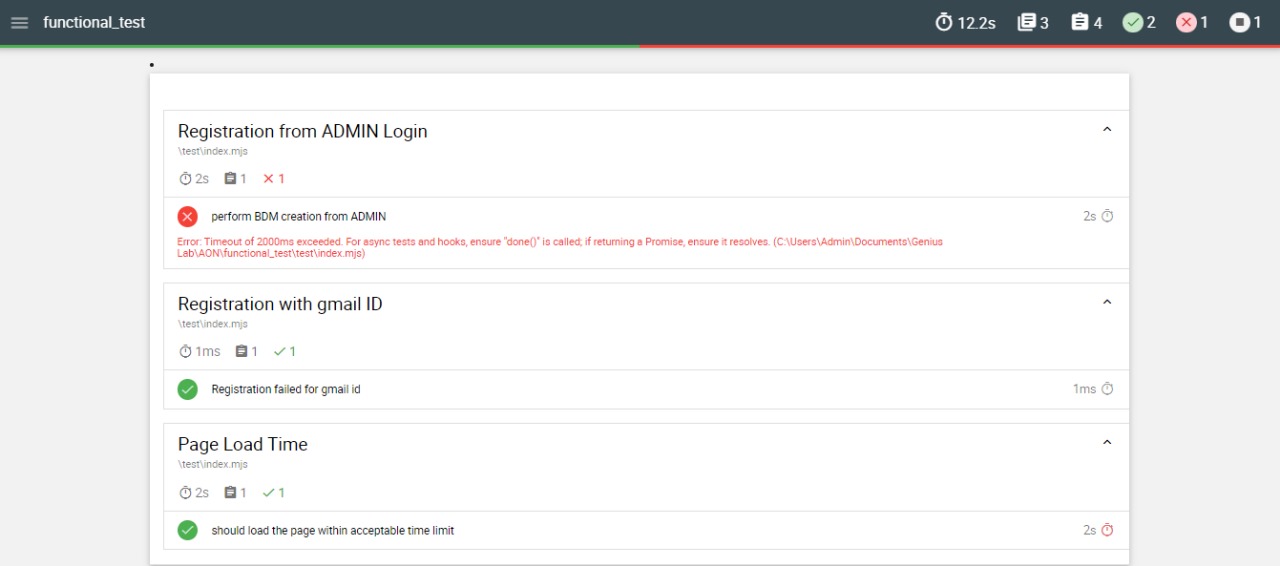 functional_test
12.2s 3 4 2 1 1
Registration from ADMIN Login
\test\index.mjs
2s 1 1
perform BDM creation from ADMIN
2s
Error: Timeout of 2000ms exceeded. For async tests and hooks, ensure "done()" is called; if returning a Promise, ensure it resolves. (C:\Users\Admin\Documents\Genius
Lab\AON\functional_test\test\index.mjs)
Registration with gmail ID
\test\index.mjs
1ms 1 1
Registration failed for gmail id
1ms
Page Load Time
\test\index.mjs
2s 1 1
should load the page within acceptable time limit
2s